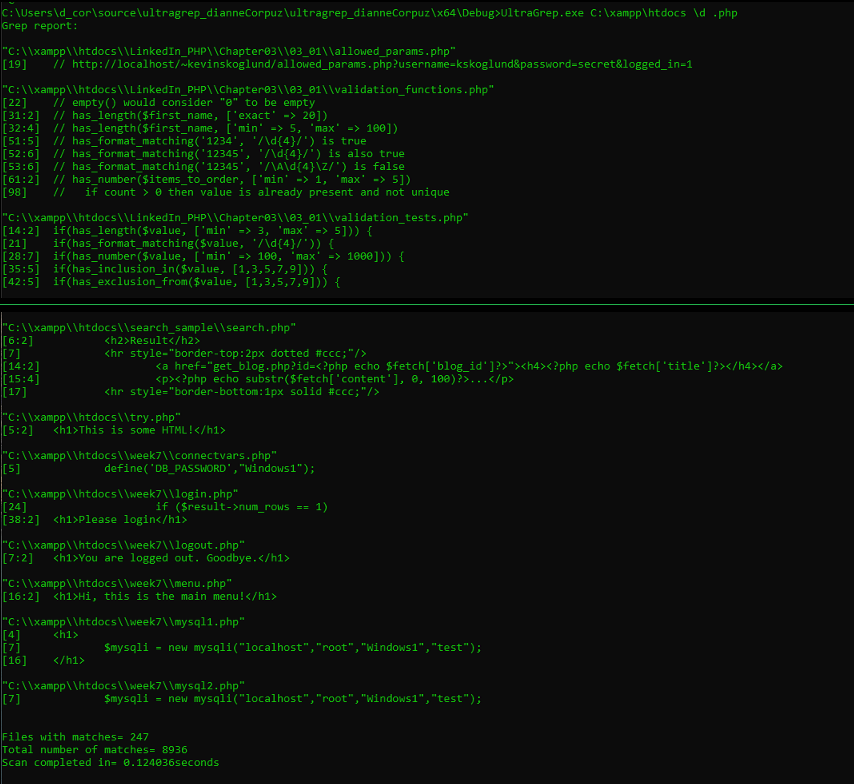 C:\Users\d_cor\source\ultragrep_dianneCorpuz\ultragrep_dianneCorpuz\x64\Debug>UltraGrep.exe C:\xampp\htdocs \d .php
Grep report:
"C:\\xampp\\htdocs\\LinkedIn_PHP\\Chapter03\\03_01\\allowed_params.php"
[19]    // http://localhost/~kevinskoglund/allowed_params.php?username=kskoglund&password=secret&logged_in=1
"C:\\xampp\\htdocs\\LinkedIn_PHP\\Chapter03\\03_01\\validation_functions.php"
[22]    // empty() would consider "0" to be empty
[31:2]  // has_length($first_name, ['exact' => 20])
[32:4]  // has_length($first_name, ['min' => 5, 'max' => 100])
[51:5]  // has_format_matching('1234', '/\d{4}/') is true
[52:6]  // has_format_matching('12345', '/\d{4}/') is also true
[53:6]  // has_format_matching('12345', '/\A\d{4}\Z/') is false
[61:2]  // has_number($items_to_order, ['min' => 1, 'max' => 5])
[98]    //   if count > 0 then value is already present and not unique
"C:\\xampp\\htdocs\\LinkedIn_PHP\\Chapter03\\03_01\\validation_tests.php"
[14:2]  if(has_length($value, ['min' => 3, 'max' => 5])) {
[21]    if(has_format_matching($value, '/\d{4}/')) {
[28:7]  if(has_number($value, ['min' => 100, 'max' => 1000])) {
[35:5]  if(has_inclusion_in($value, [1,3,5,7,9])) {
[42:5]  if(has_exclusion_from($value, [1,3,5,7,9])) {
"C:\\xampp\\htdocs\\search_sample\\search.php"
[6:2]           <h2>Result</h2>
[7]             <hr style="border-top:2px dotted #ccc;"/>
[14:2]                  <a href="get_blog.php?id=<?php echo $fetch['blog_id']?>"><h4><?php echo $fetch['title']?></h4></a>
[15:4]                  <p><?php echo substr($fetch['content'], 0, 100)?>...</p>
[17]            <hr style="border-bottom:1px solid #ccc;"/>
"C:\\xampp\\htdocs\\try.php"
[5:2]   <h1>This is some HTML!</h1>
"C:\\xampp\\htdocs\\week7\\connectvars.php"
[5]             define('DB_PASSWORD',"Windows1");
"C:\\xampp\\htdocs\\week7\\login.php"
[24]                    if ($result->num_rows == 1)
[38:2]  <h1>Please login</h1>
"C:\\xampp\\htdocs\\week7\\logout.php"
[7:2]   <h1>You are logged out. Goodbye.</h1>
"C:\\xampp\\htdocs\\week7\\menu.php"
[16:2]  <h1>Hi, this is the main menu!</h1>
"C:\\xampp\\htdocs\\week7\\mysql1.php"
[4]     <h1>
[7]             $mysqli = new mysqli("localhost","root","Windows1","test");
[16]    </h1>
"C:\\xampp\\htdocs\\week7\\mysql2.php"
[7]             $mysqli = new mysqli("localhost","root","Windows1","test");
Files with matches= 247
Total number of matches= 8936
Scan completed in= 0.124036seconds